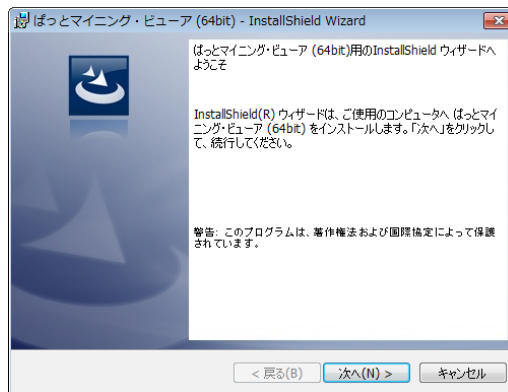 ぱっとマイニング・ビューア (64bit) - InstallShield Wizard
ぱっとマイニング・ビューア (64bit)用のInstallShield ウィザードへ
ようこそ
InstallShield(R) ウィザードは、ご使用のコンピュータへ ぱっとマイ
ニング・ビューア (64bit) をインストールします。「次へ」をクリックし
て、続行してください。
警告: このプログラムは、著作権法および国際協定によって保護
されています。
< 戻る(B)
次へ(N) >
キャンセル